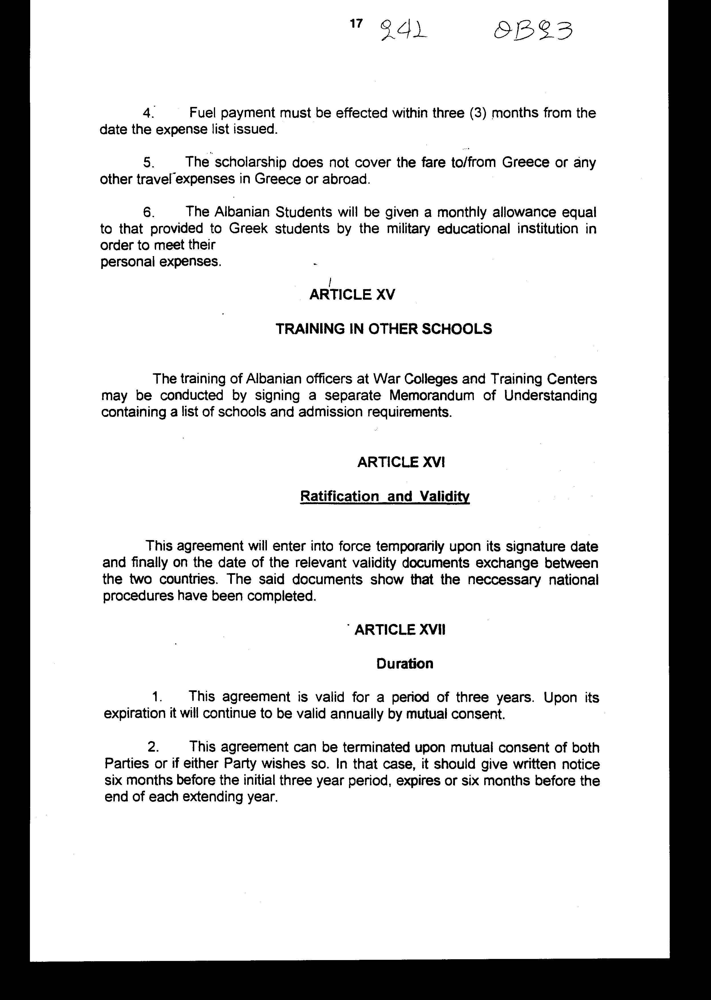 17 241 OB23
4. Fuel payment must be effected within three (3) months from the
date the expense list issued.
5. The scholarship does not cover the fare to/from Greece or any
other travel expenses in Greece or abroad.
6. The Albanian Students will be given a monthly allowance equal
to that provided to Greek students by the military educational institution in
order to meet their
personal expenses.
ARTICLE XV
TRAINING IN OTHER SCHOOLS
The training of Albanian officers at War Colleges and Training Centers
may be conducted by signing a separate Memorandum of Understanding
containing a list of schools and admission requirements.
ARTICLE XVI
Ratification and Validity
This agreement will enter into force temporarily upon its signature date
and finally on the date of the relevant validity documents exchange between
the two countries. The said documents show that the neccessary national
procedures have been completed.
ARTICLE XVII
Duration
1. This agreement is valid for a period of three years. Upon its
expiration it will continue to be valid annually by mutual consent.
2. This agreement can be terminated upon mutual consent of both
Parties or if either Party wishes so. In that case, it should give written notice
six months before the initial three year period, expires or six months before the
end of each extending year.